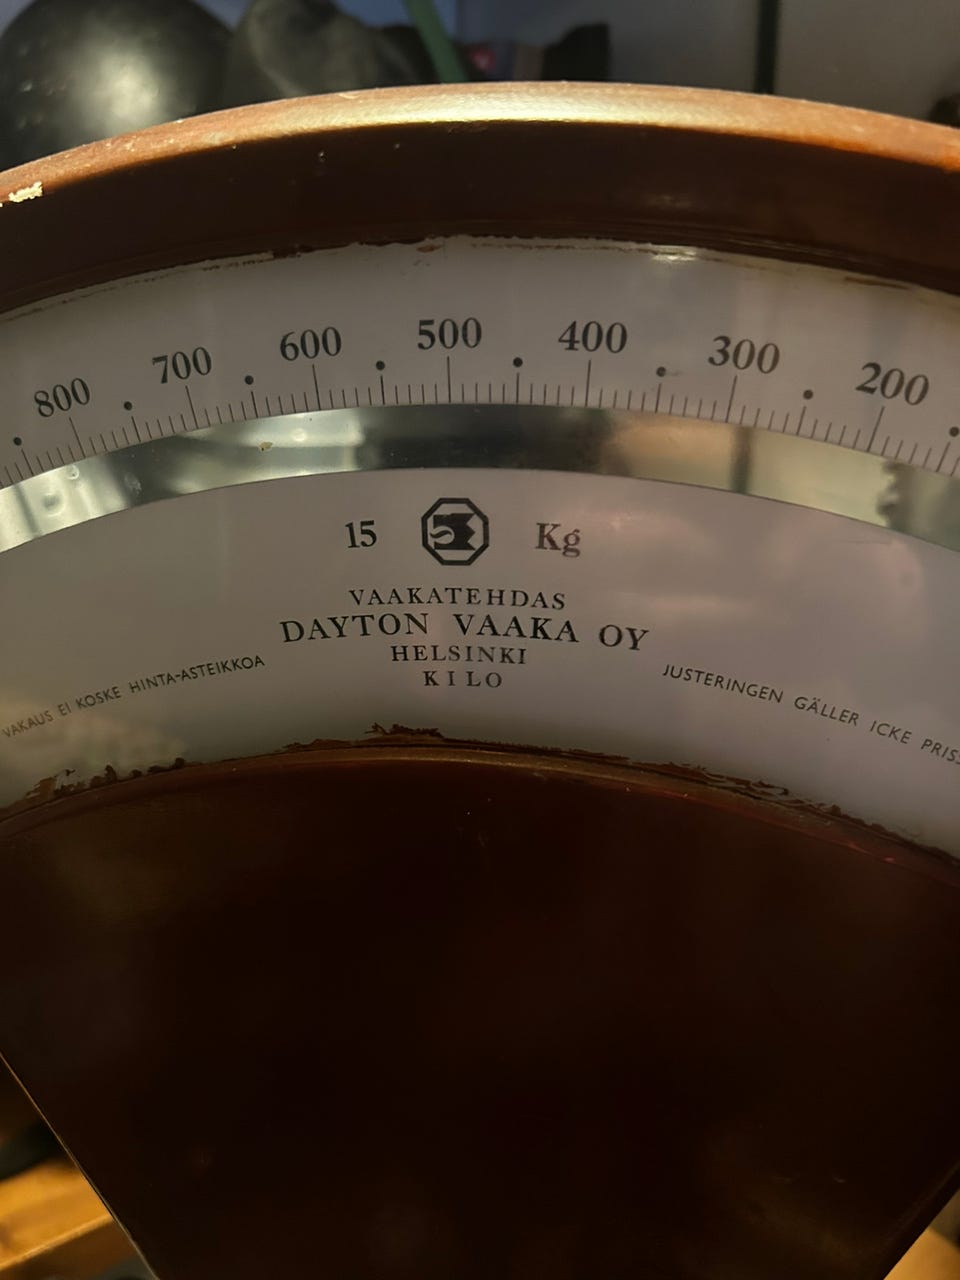 800 700 600 500 400 300 200
15 Kg
VAAKATEHDAS
DAYTON VAAKA OY
HELSINKI
KILO
VAKAUS EI KOSKE HINTA-ASTEIKKOA
JUSTERINGEN GÄLLER ICKE